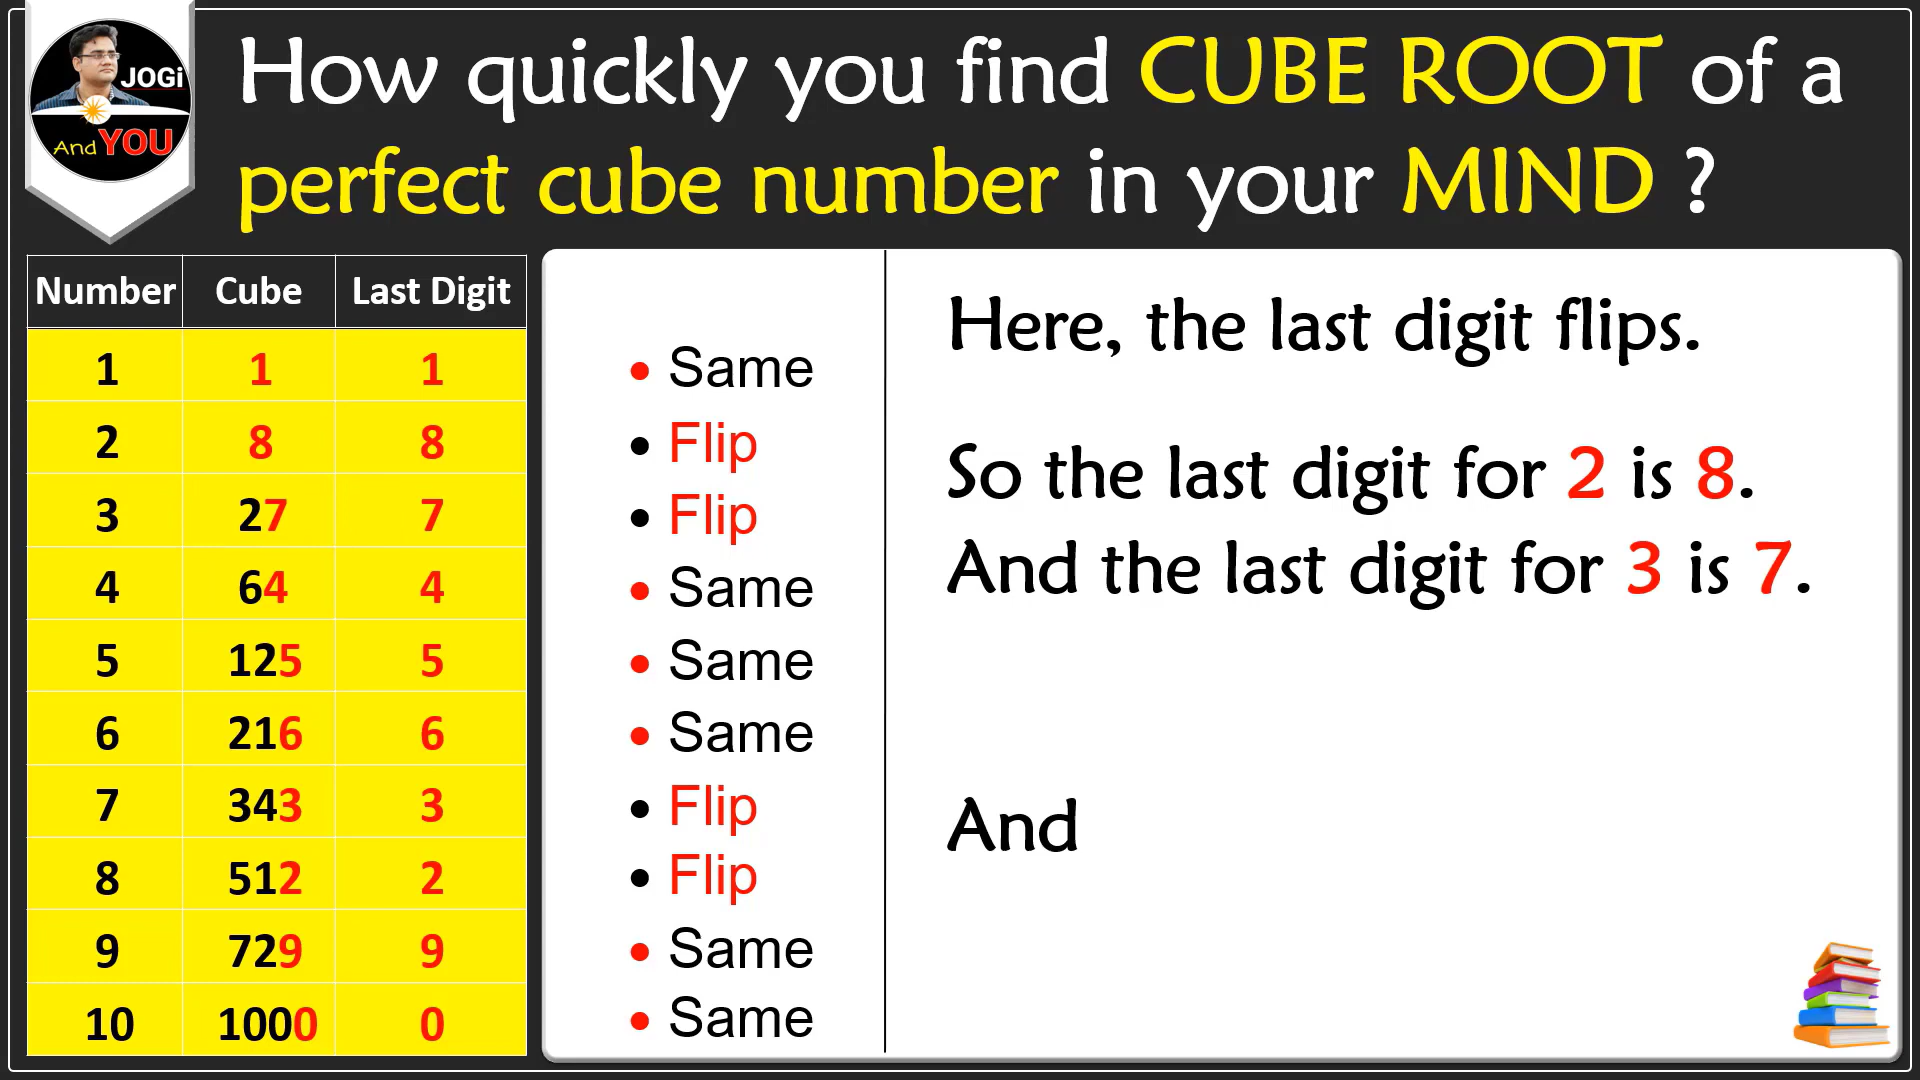 JOGi
And YOU
How quickly you find CUBE ROOT of a
perfect cube number in your MIND ?
Number Cube Last Digit
1 1 1
2 8 8
3 27 7
4 64 4
5 125 5
6 216 6
7 343 3
8 512 2
9 729 9
10 1000 0
• Same
• Flip
• Flip
• Same
• Same
• Same
• Flip
• Flip
• Same
• Same
Here, the last digit flips.
So the last digit for 2 is 8.
And the last digit for 3 is 7.
And